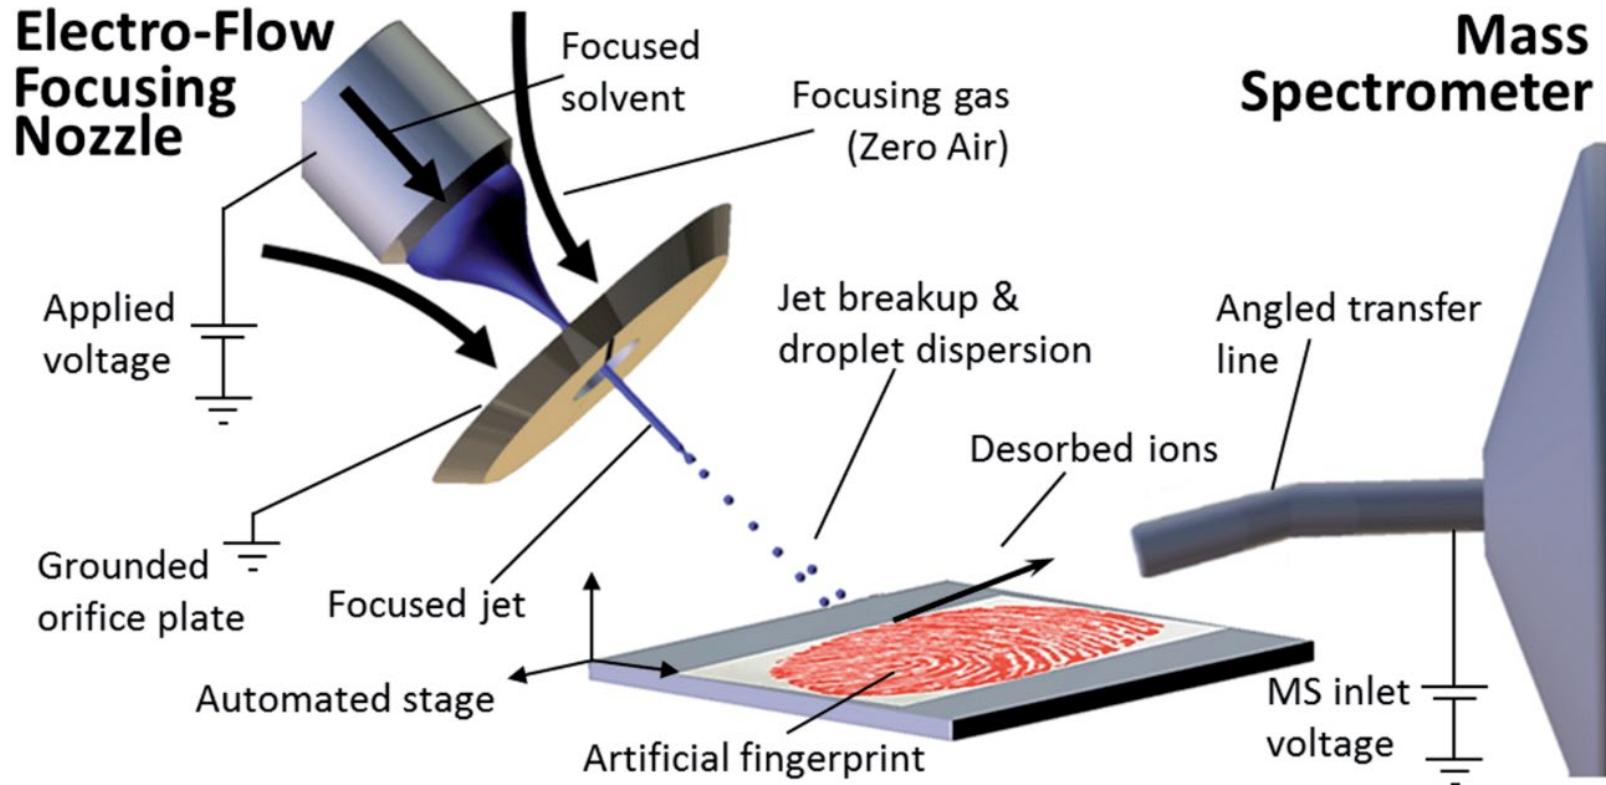 Electro-Flow
Focusing
Nozzle
Focused
solvent
Focusing gas
(Zero Air)
Mass
Spectrometer
Applied
voltage
Jet breakup &
droplet dispersion
Angled transfer
line
Desorbed ions
Grounded
orifice plate
Focused jet
Automated stage
Artificial fingerprint
MS inlet
voltage